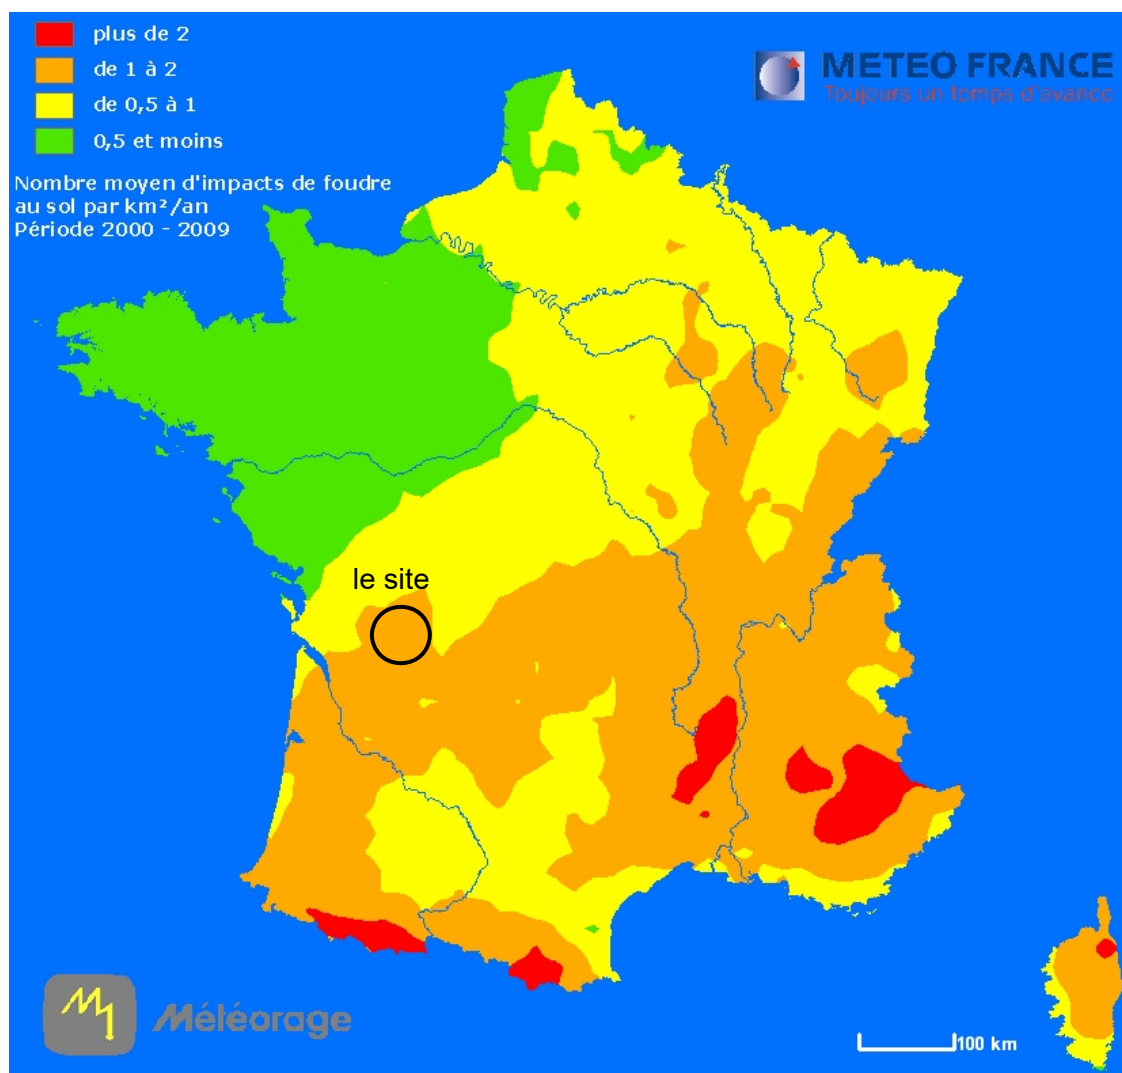 plus de 2
de 1 à 2
de 0,5 à 1
0,5 et moins
METEO FRANCE
Toujours un temps d'avance
Nombre moyen d'impacts de foudre
au sol par km²/an
Période 2000 - 2009
le site
Météorage
100 km